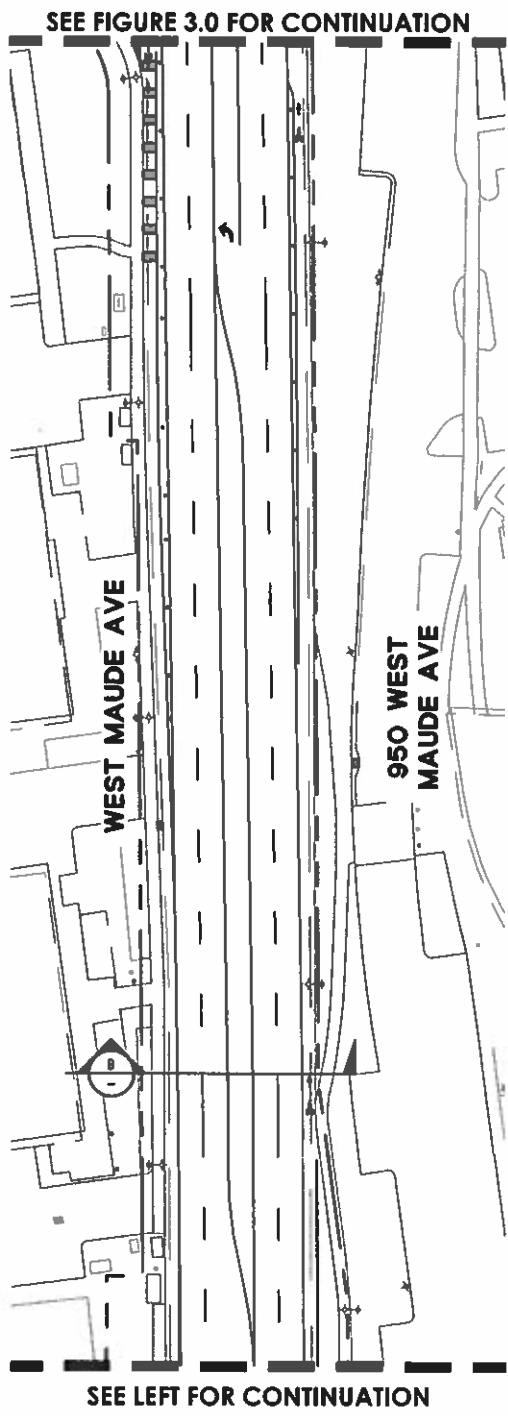 SEE FIGURE 3.0 FOR CONTINUATION
WEST MAUDE AVE
950 WEST
MAUDE AVE
B
–
SEE LEFT FOR CONTINUATION